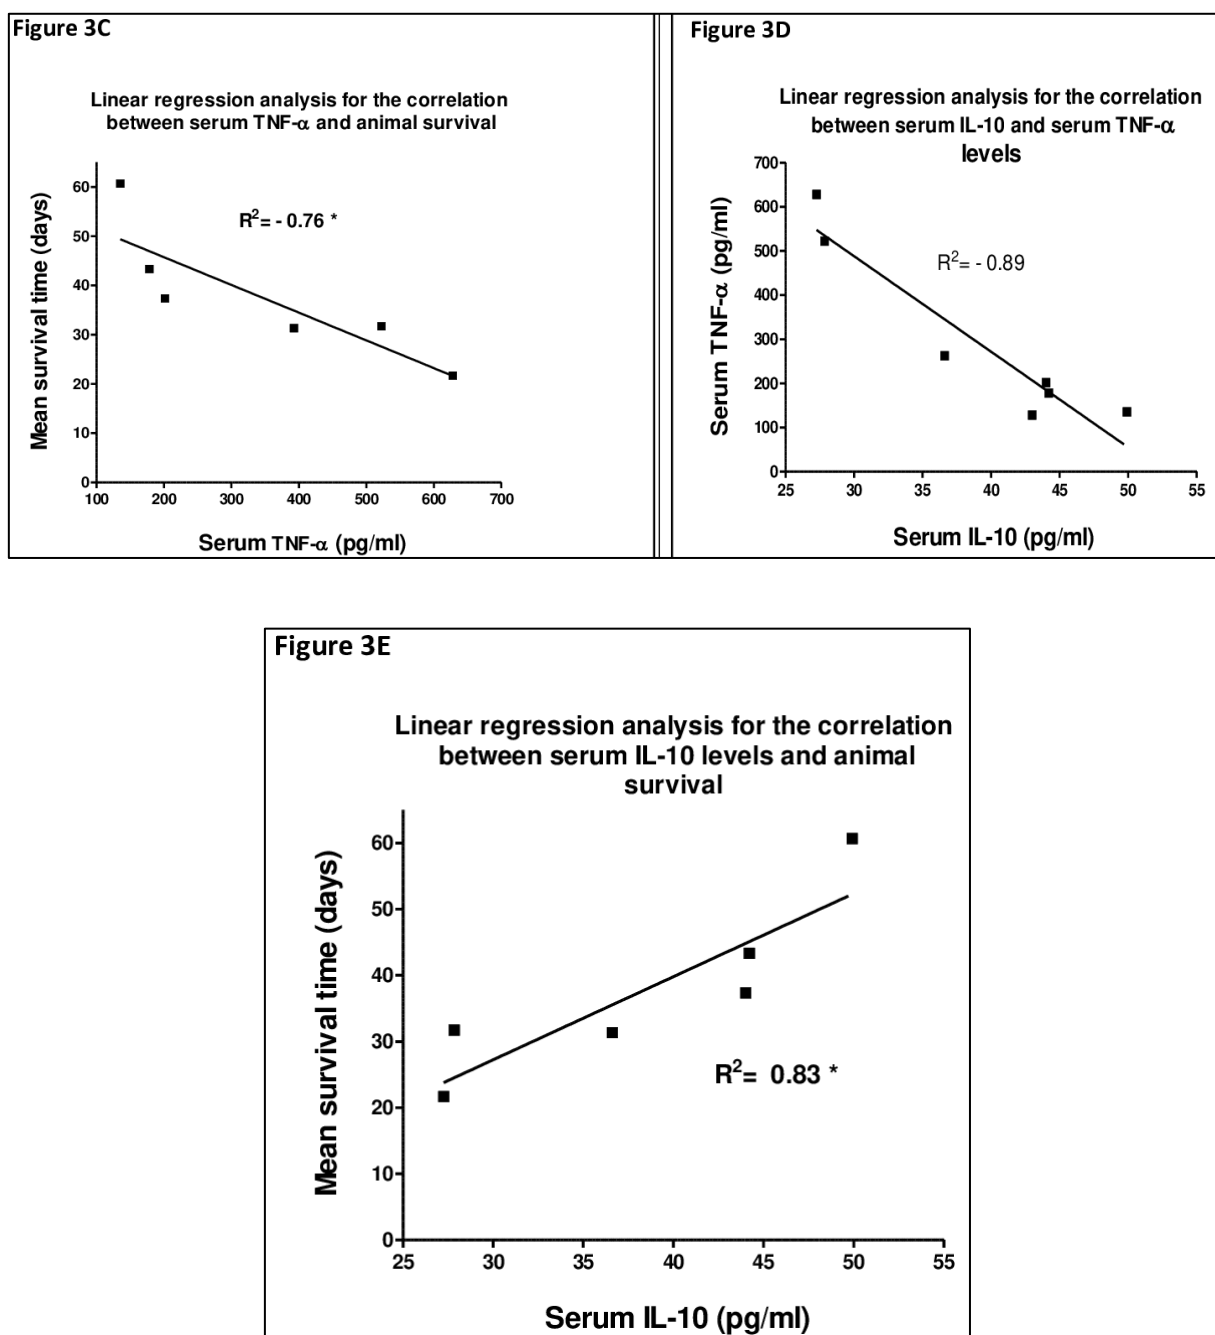 Figure 3C
Linear regression analysis for the correlation
between serum TNF-α and animal survival
Mean survival time (days)
60
50
40
30
20
10
0
R²= - 0.76 *
100 200 300 400 500 600 700
Serum TNF-α (pg/ml)
Figure 3D
Linear regression analysis for the correlation
between serum IL-10 and serum TNF-α
levels
Serum TNF-α (pg/ml)
700
600
500
400
300
200
100
0
R²= - 0.89
25 30 35 40 45 50 55
Serum IL-10 (pg/ml)
Figure 3E
Linear regression analysis for the correlation
between serum IL-10 levels and animal
survival
Mean survival time (days)
60
50
40
30
20
10
0
R²= 0.83 *
25 30 35 40 45 50 55
Serum IL-10 (pg/ml)